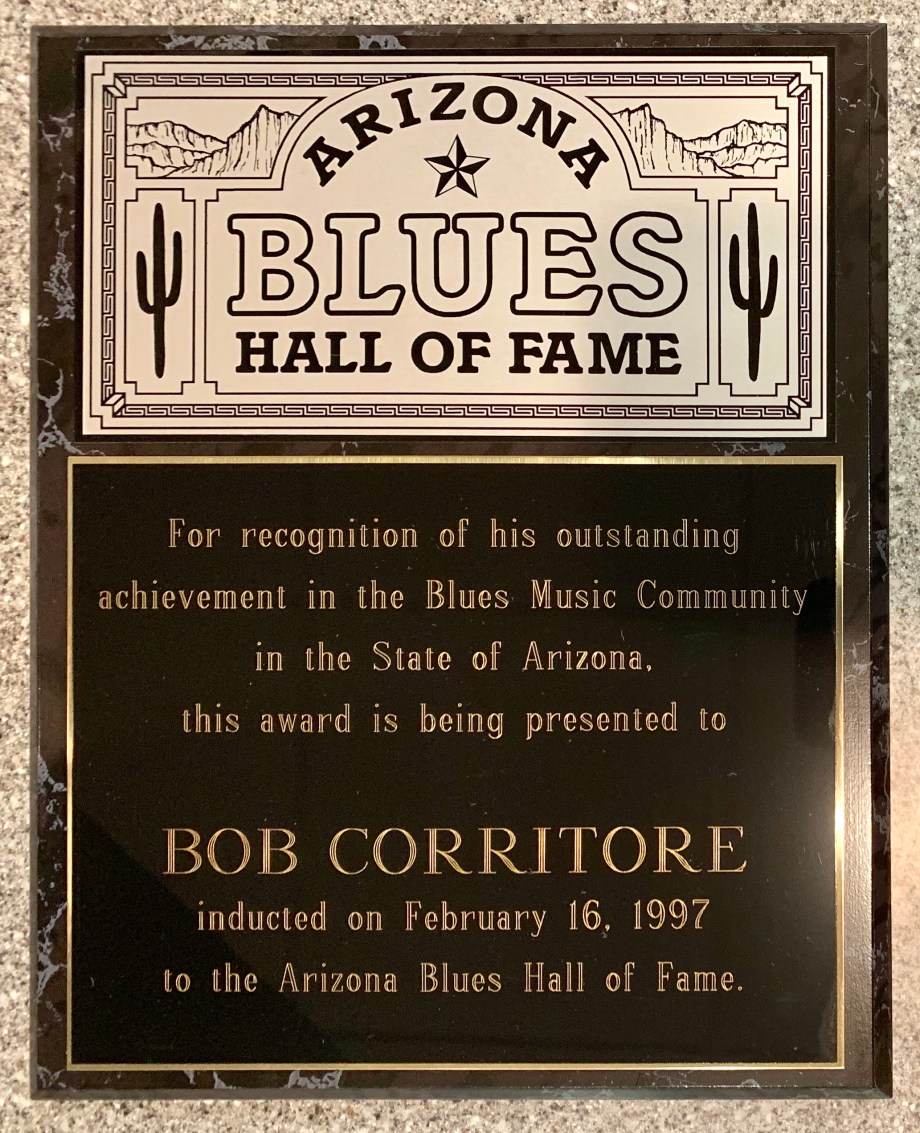 ARIZONA
BLUES
HALL OF FAME
For recognition of his outstanding
achievement in the Blues Music Community
in the State of Arizona,
this award is being presented to
BOB CORRITORE
inducted on February 16, 1997
to the Arizona Blues Hall of Fame.